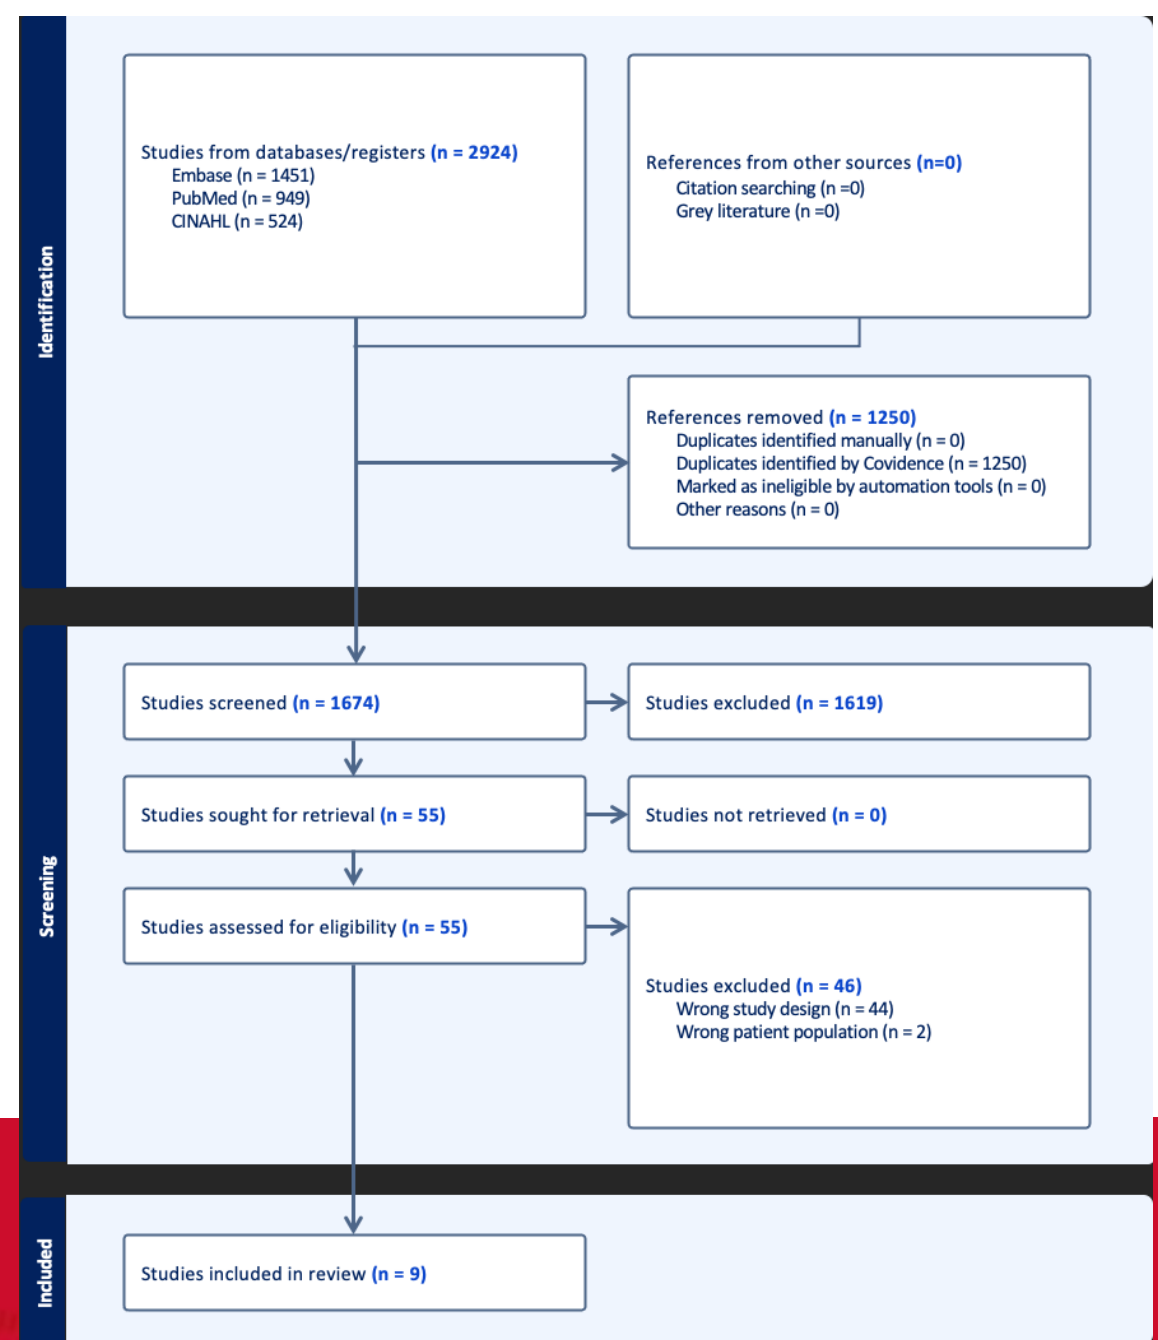 Identification
Studies from databases/registers (n = 2924)
Embase (n = 1451)
PubMed (n = 949)
CINAHL (n = 524)
References from other sources (n=0)
Citation searching (n =0)
Grey literature (n =0)
References removed (n = 1250)
Duplicates identified manually (n = 0)
Duplicates identified by Covidence (n = 1250)
Marked as ineligible by automation tools (n = 0)
Other reasons (n = 0)
Screening
Studies screened (n = 1674)
Studies excluded (n = 1619)
Studies sought for retrieval (n = 55)
Studies not retrieved (n = 0)
Studies assessed for eligibility (n = 55)
Studies excluded (n = 46)
Wrong study design (n = 44)
Wrong patient population (n = 2)
Included
Studies included in review (n = 9)